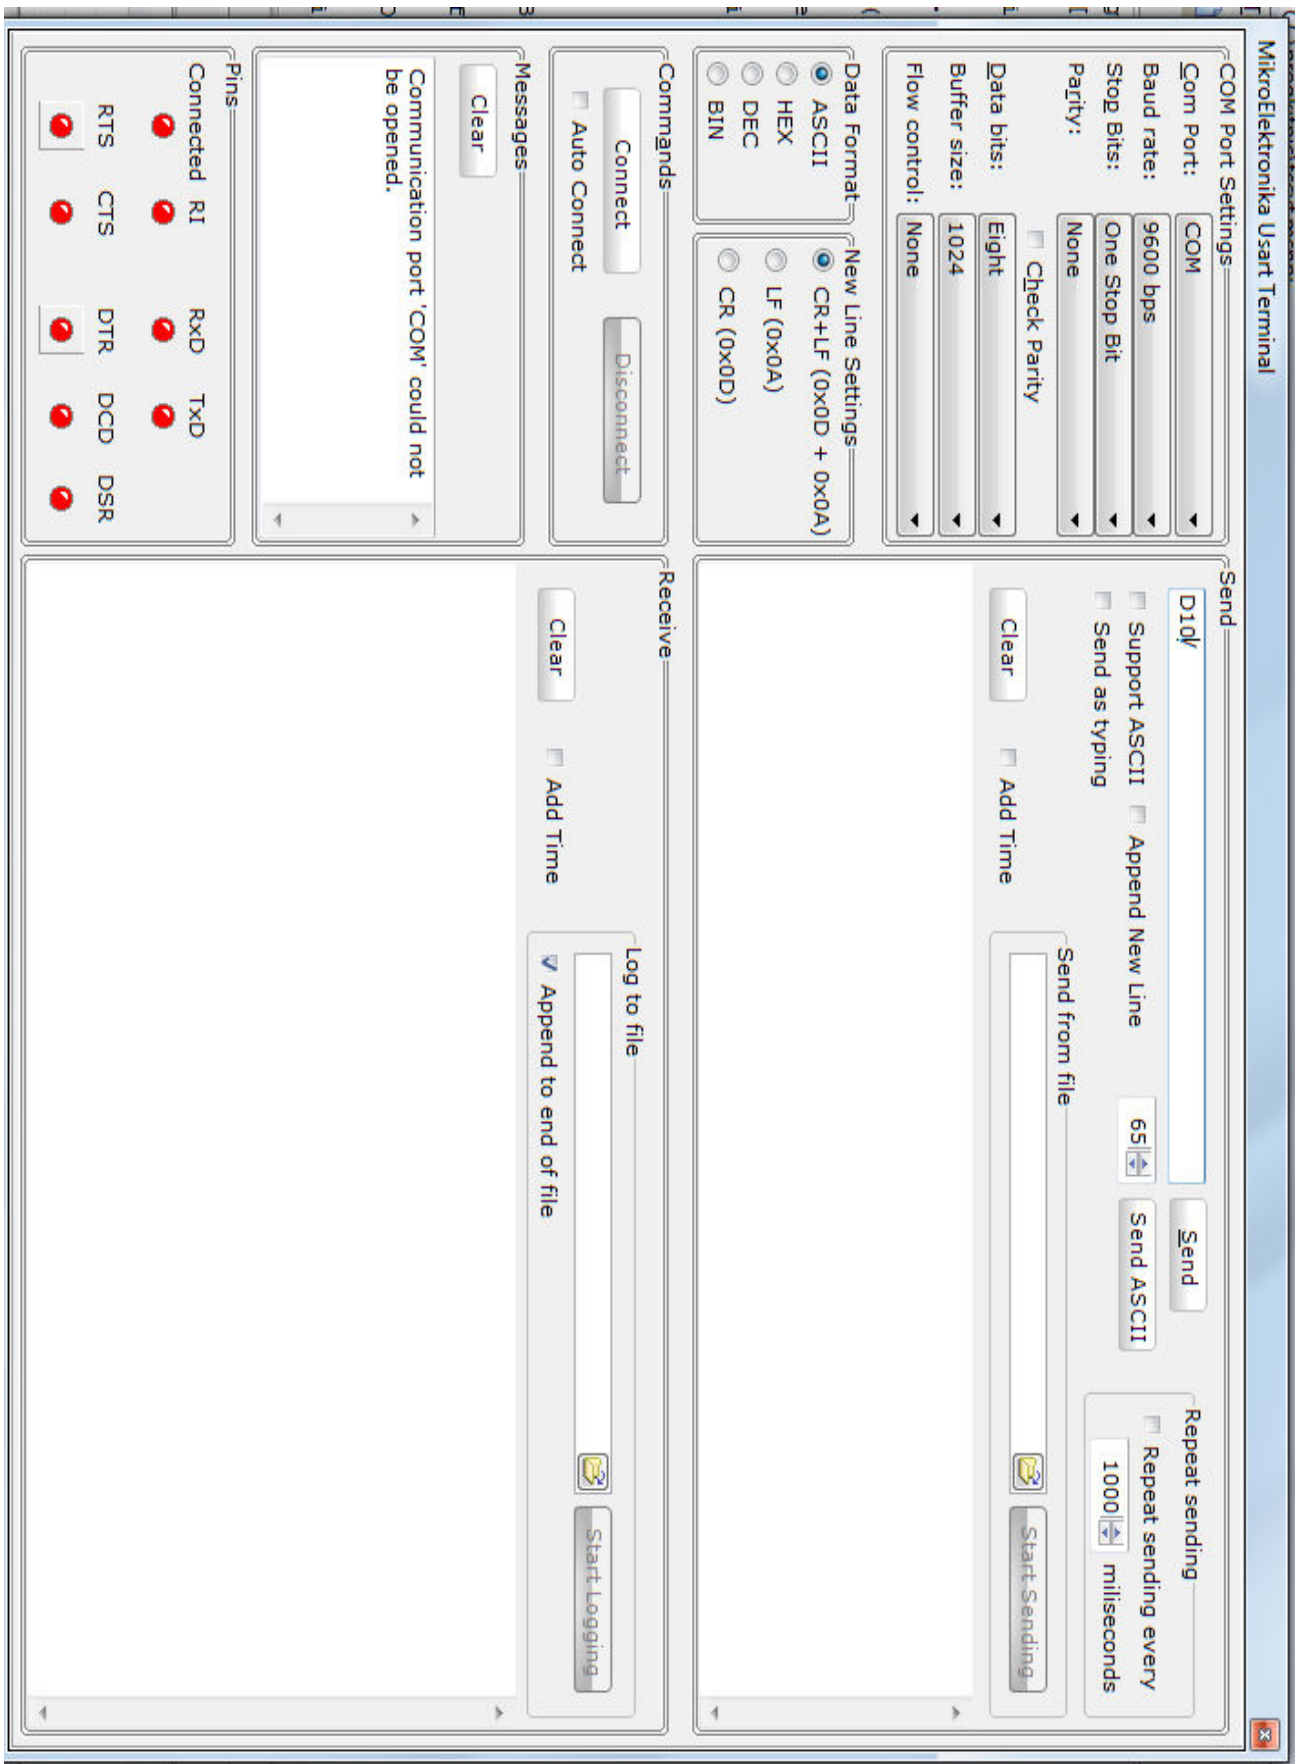 MikroElektronika Usart Terminal
COM Port Settings
Com Port: COM
Baud rate: 9600 bps
Stop Bits: One Stop Bit
Parity: None
Check Parity
Data bits: Eight
Buffer size: 1024
Flow control: None
Data Format
ASCII
HEX
DEC
BIN
New Line Settings
CR+LF (0x0D + 0x0A)
LF (0x0A)
CR (0x0D)
Commands
Connect Disconnect
Auto Connect
Messages
Clear
Communication port 'COM' could not
be opened.
Pins
Connected RI RxD TxD
RTS CTS DTR DCD DSR
Send
Send
Support ASCII Append New Line 65 Send ASCII
Send as typing
Repeat sending
Repeat sending every
1000 miliseconds
Clear Add Time
Send from file
Start Sending
Receive
Clear Add Time
Log to file
Start Logging
Append to end of file